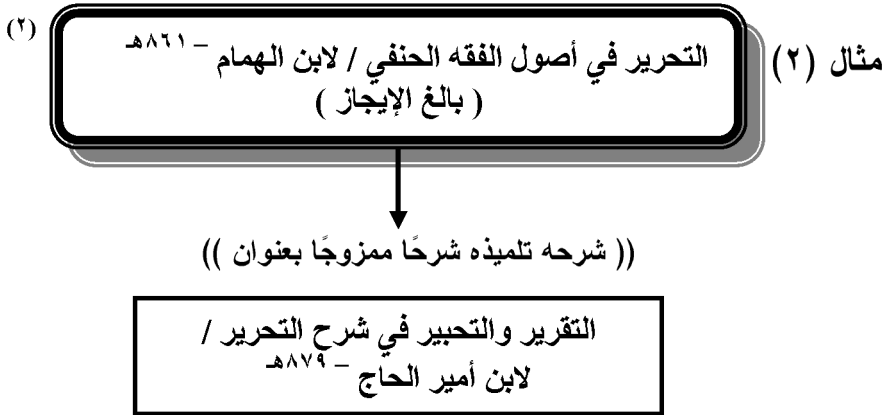 مثال (٢)
التحرير في أصول الفقه الحنفي / لابن الهمام – ٨٦١هـ (٢)
( بالغ الإيجاز )
(( شرحه تلميذه شرحًا ممزوجًا بعنوان ))
التقرير والتحبير في شرح التحرير /
لابن أمير الحاج – ٨٧٩هـ